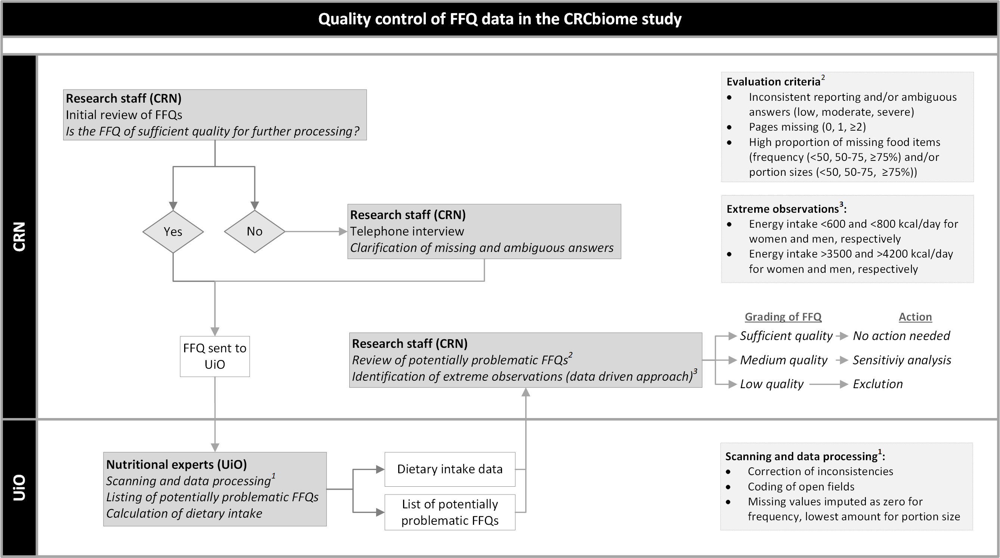 Quality control of FFQ data in the CRCbiome study
CRN
Research staff (CRN)
Initial review of FFQs
Is the FFQ of sufficient quality for further processing?
Yes
No
Research staff (CRN)
Telephone interview
Clarification of missing and ambiguous answers
Evaluation criteria2
• Inconsistent reporting and/or ambiguous
answers (low, moderate, severe)
• Pages missing (0, 1, ≥2)
• High proportion of missing food items
(frequency (<50, 50-75, ≥75%) and/or
portion sizes (<50, 50-75, ≥75%))
Extreme observations3:
• Energy intake <600 and <800 kcal/day for
women and men, respectively
• Energy intake >3500 and >4200 kcal/day
for women and men, respectively
FFQ sent to
UiO
Research staff (CRN)
Review of potentially problematic FFQs2
Identification of extreme observations (data driven approach)3
Grading of FFQ Action
Sufficient quality No action needed
Medium quality Sensitiviy analysis
Low quality Exclution
UiO
Nutritional experts (UiO)
Scanning and data processing1
Listing of potentially problematic FFQs
Calculation of dietary intake
Dietary intake data
List of potentially
problematic FFQs
Scanning and data processing1:
• Correction of inconsistencies
• Coding of open fields
• Missing values imputed as zero for
frequency, lowest amount for portion size